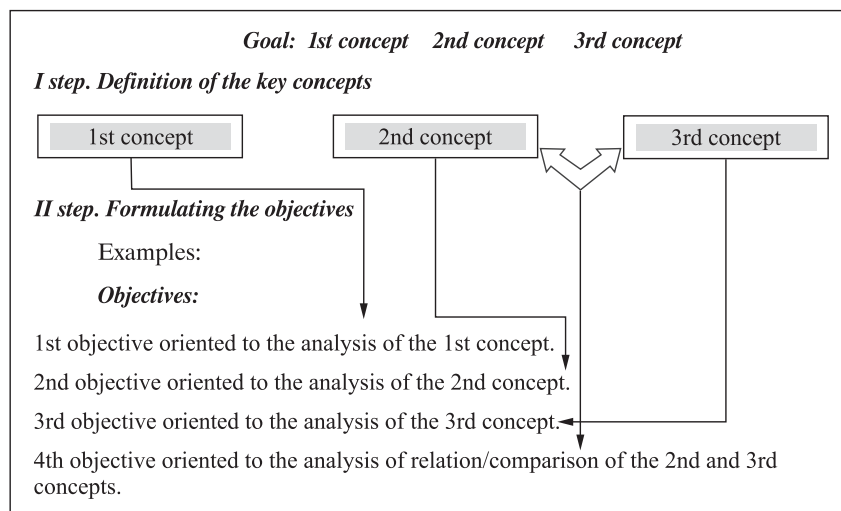 Goal: 1st concept 2nd concept 3rd concept
I step. Definition of the key concepts
1st concept 2nd concept 3rd concept
II step. Formulating the objectives
Examples:
Objectives:
1st objective oriented to the analysis of the 1st concept.
2nd objective oriented to the analysis of the 2nd concept.
3rd objective oriented to the analysis of the 3rd concept.
4th objective oriented to the analysis of relation/comparison of the 2nd and 3rd
concepts.